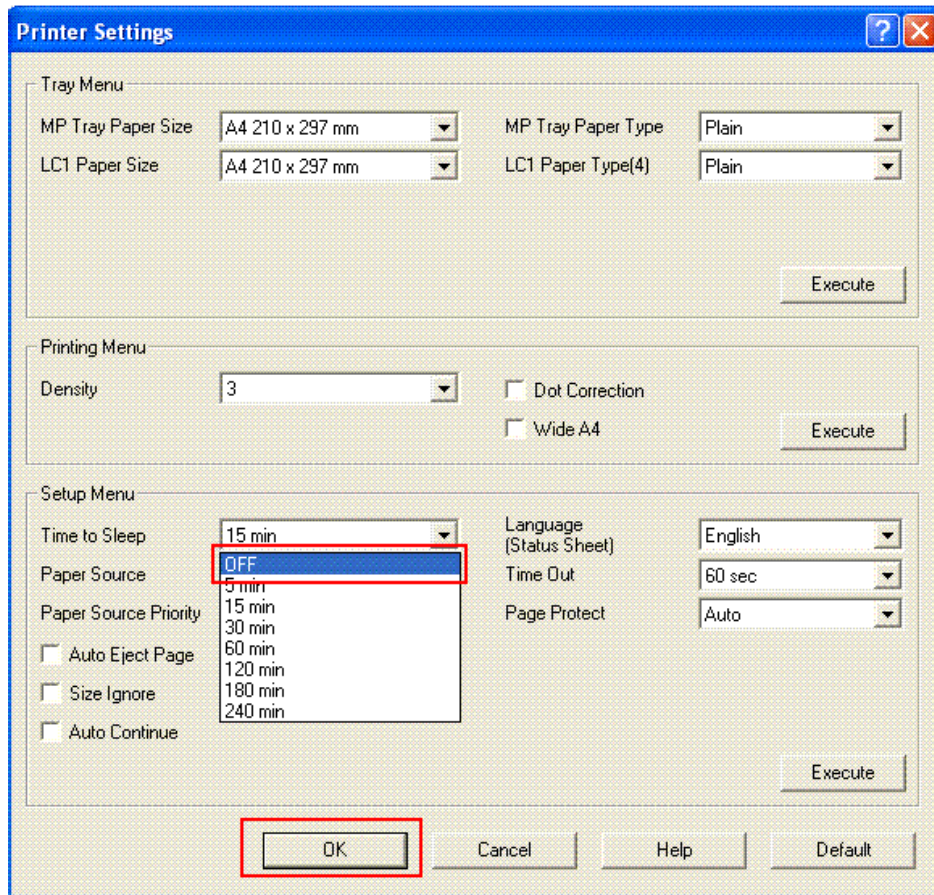 Printer Settings
Tray Menu
MP Tray Paper Size A4 210 x 297 mm MP Tray Paper Type Plain
LC1 Paper Size A4 210 x 297 mm LC1 Paper Type(4) Plain
Execute
Printing Menu
Density 3 Dot Correction
Wide A4 Execute
Setup Menu
Time to Sleep 15 min Language
(Status Sheet) English
OFF
Paper Source 5 min Time Out 60 sec
15 min
Paper Source Priority Page Protect Auto
30 min
60 min
Auto Eject Page
120 min
Size Ignore 180 min
240 min
Auto Continue
Execute
OK Cancel Help Default